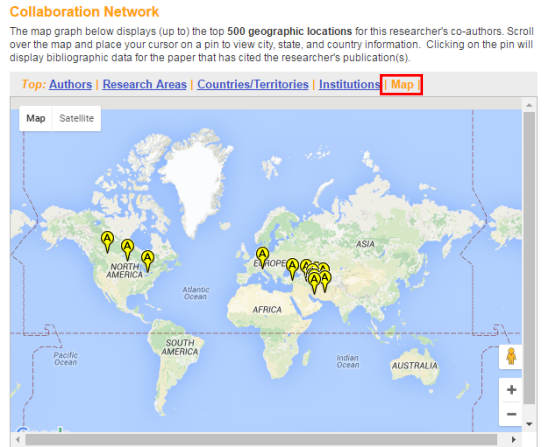 Collaboration Network
The map graph below displays (up to) the top 500 geographic locations for this researcher's co-authors. Scroll
over the map and place your cursor on a pin to view city, state, and country information. Clicking on the pin will
display bibliographic data for the paper that has cited the researcher's publication(s).
Top: Authors | Research Areas | Countries/Territories | Institutions | Map |
Map Satellite
ASIA
A A A
NORTH
AMERICA
A
EUROPE
A A A A A A A
Atlantic
Ocean
AFRICA
SOUTH
AMERICA
Pacific
Ocean
Indian
Ocean
AUSTRALIA
+
−